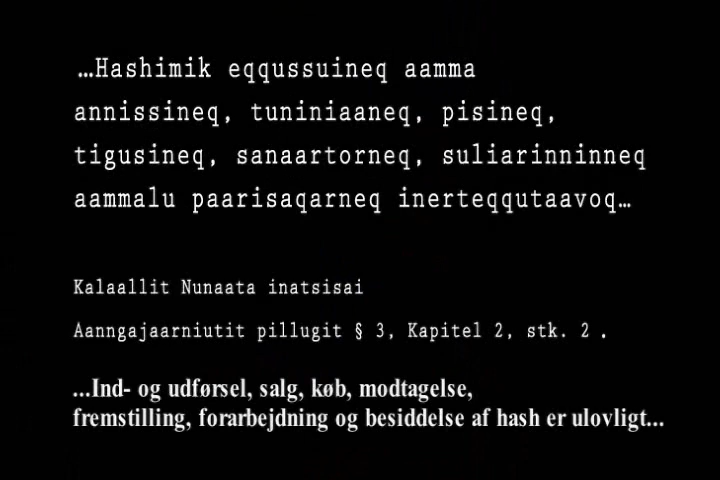 …Hashimik eqqussuineq aamma
annissineq, tuniniaaneq, pisineq,
tigusineq, sanaartorneq, suliarinninneq
aammalu paarisaqarneq inerteqqutaavoq…
Kalaallit Nunaata inatsisai
Aanngajaarniutit pillugit § 3, Kapitel 2, stk. 2 .
...Ind- og udførsel, salg, køb, modtagelse,
fremstilling, forarbejdning og besiddelse af hash er ulovligt...